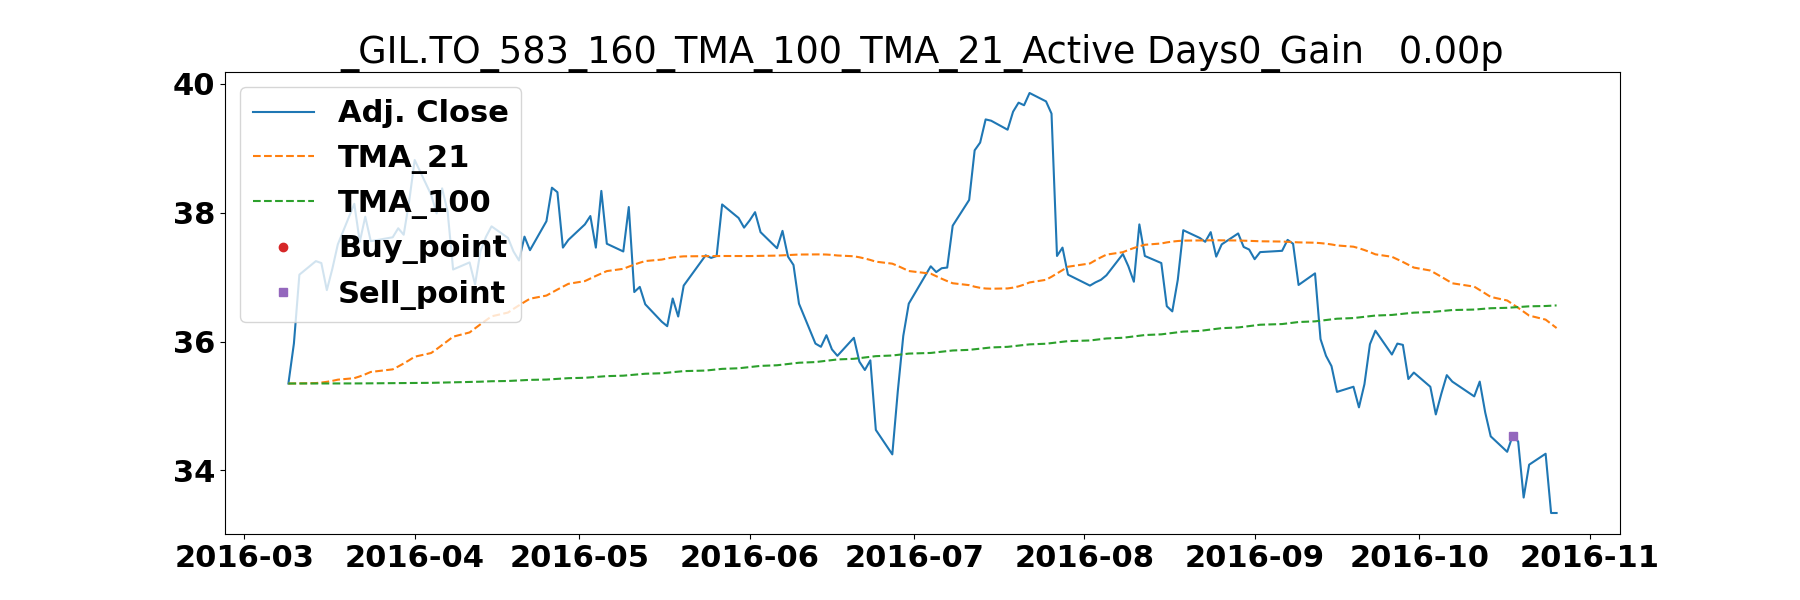 _GIL.TO_583_160_TMA_100_TMA_21_Active Days0_Gain   0.00p
40
38
36
34
Adj. Close
TMA_21
TMA_100
Buy_point
Sell_point
2016-03 2016-04 2016-05 2016-06 2016-07 2016-08 2016-09 2016-10 2016-11